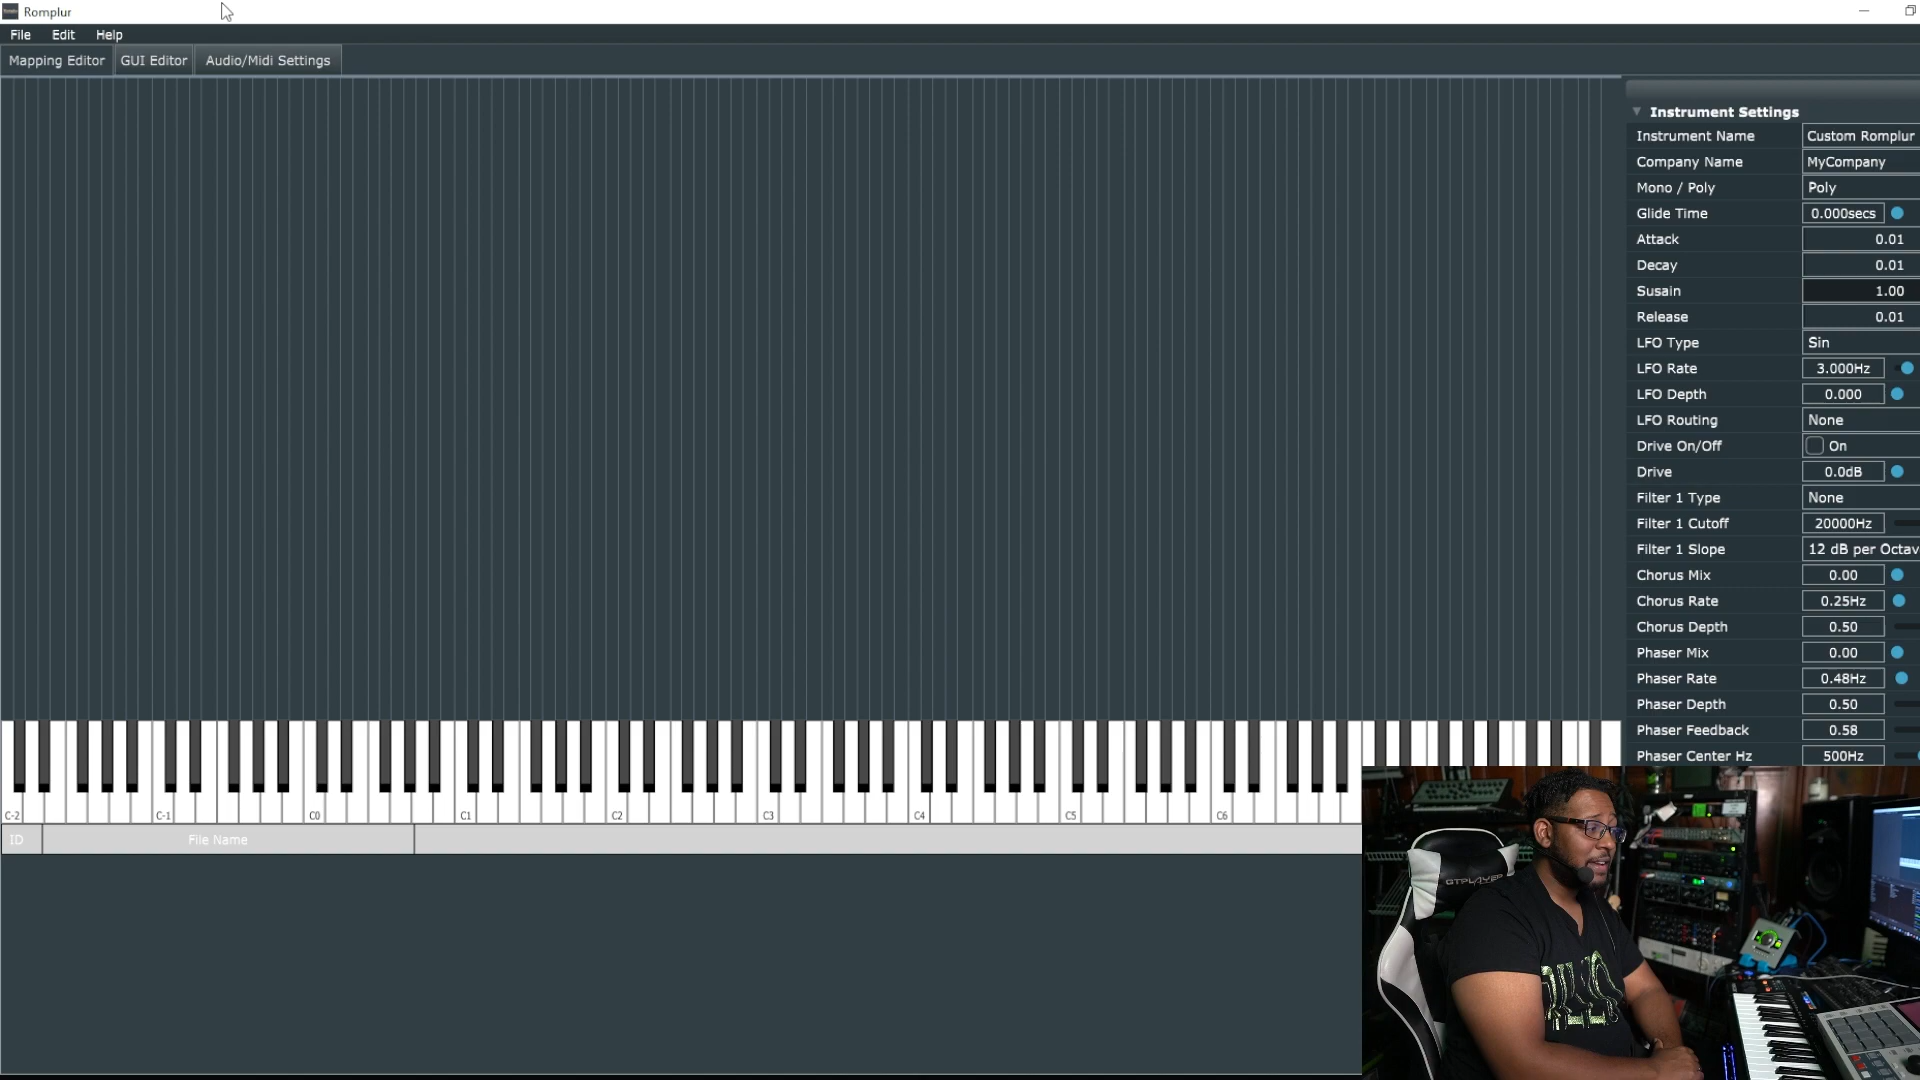 Romplur
File Edit Help
Mapping Editor GUI Editor Audio/Midi Settings
Instrument Settings
Instrument Name Custom Romplur
Company Name MyCompany
Mono / Poly Poly
Glide Time 0.000secs
Attack 0.01
Decay 0.01
Susain 1.00
Release 0.01
LFO Type Sin
LFO Rate 3.000Hz
LFO Depth 0.000
LFO Routing None
Drive On/Off On
Drive 0.0dB
Filter 1 Type None
Filter 1 Cutoff 20000Hz
Filter 1 Slope 12 dB per Octav
Chorus Mix 0.00
Chorus Rate 0.25Hz
Chorus Depth 0.50
Phaser Mix 0.00
Phaser Rate 0.48Hz
Phaser Depth 0.50
Phaser Feedback 0.58
Phaser Center Hz 500Hz
C-2 C-1 C0 C1 C2 C3 C4 C5 C6
ID File Name
GTPLAYER